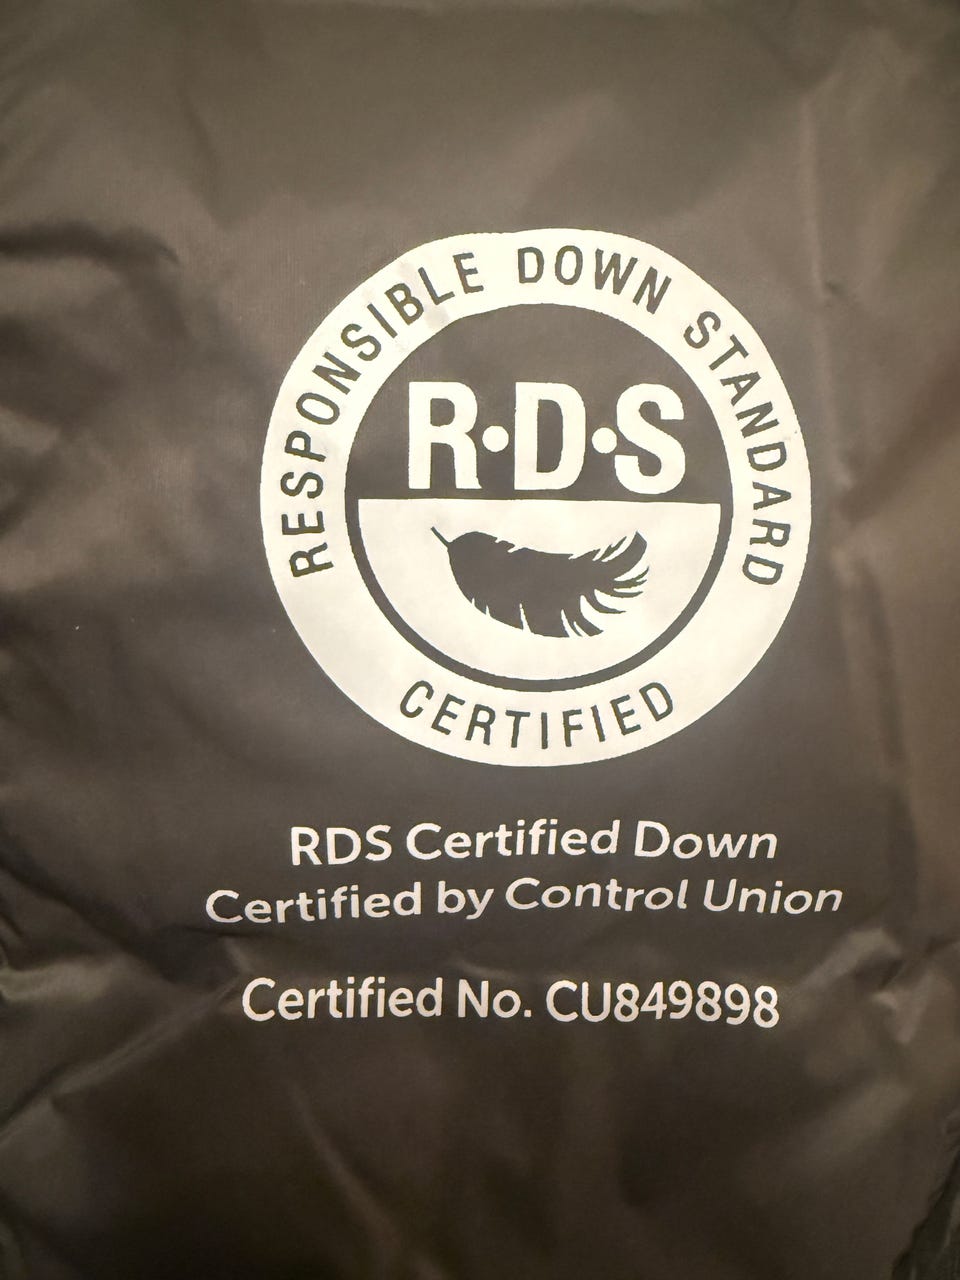 RESPONSIBLE DOWN STANDARD
R·D·S
CERTIFIED
RDS Certified Down
Certified by Control Union
Certified No. CU849898